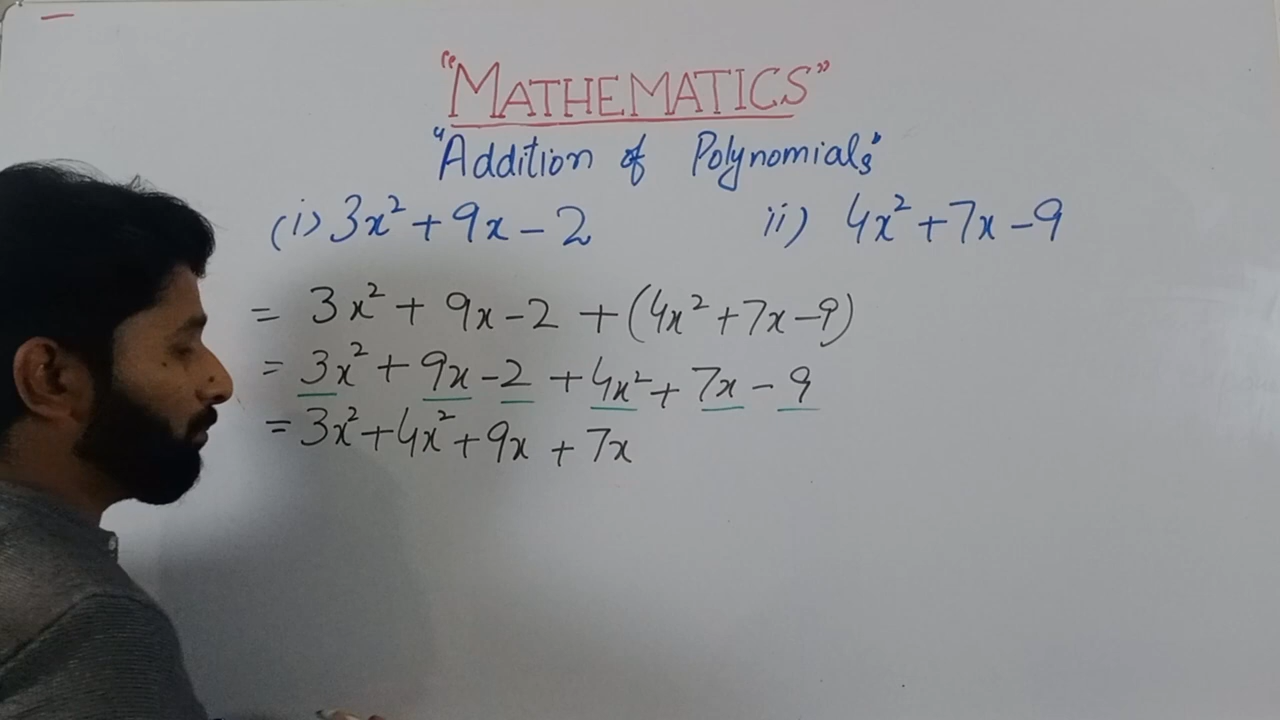 "MATHEMATICS"
"Addition of Polynomials"
(i) 3x² + 9x - 2 ii) 4x² + 7x - 9
= 3x² + 9x - 2 + (4x² + 7x - 9)
= 3x² + 9x - 2 + 4x² + 7x - 9
= 3x² + 4x² + 9x + 7x